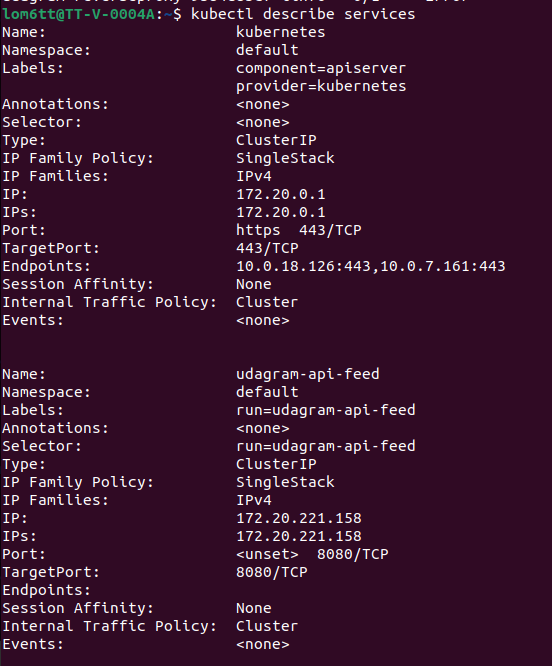 lom6tt@TT-V-0004A:~$ kubectl describe services
Name:                     kubernetes
Namespace:                default
Labels:                   component=apiserver
                          provider=kubernetes
Annotations:              <none>
Selector:                 <none>
Type:                     ClusterIP
IP Family Policy:         SingleStack
IP Families:              IPv4
IP:                       172.20.0.1
IPs:                      172.20.0.1
Port:                     https  443/TCP
TargetPort:               443/TCP
Endpoints:                10.0.18.126:443,10.0.7.161:443
Session Affinity:         None
Internal Traffic Policy:  Cluster
Events:                   <none>
Name:                     udagram-api-feed
Namespace:                default
Labels:                   run=udagram-api-feed
Annotations:              <none>
Selector:                 run=udagram-api-feed
Type:                     ClusterIP
IP Family Policy:         SingleStack
IP Families:              IPv4
IP:                       172.20.221.158
IPs:                      172.20.221.158
Port:                     <unset>  8080/TCP
TargetPort:               8080/TCP
Endpoints:
Session Affinity:         None
Internal Traffic Policy:  Cluster
Events:                   <none>